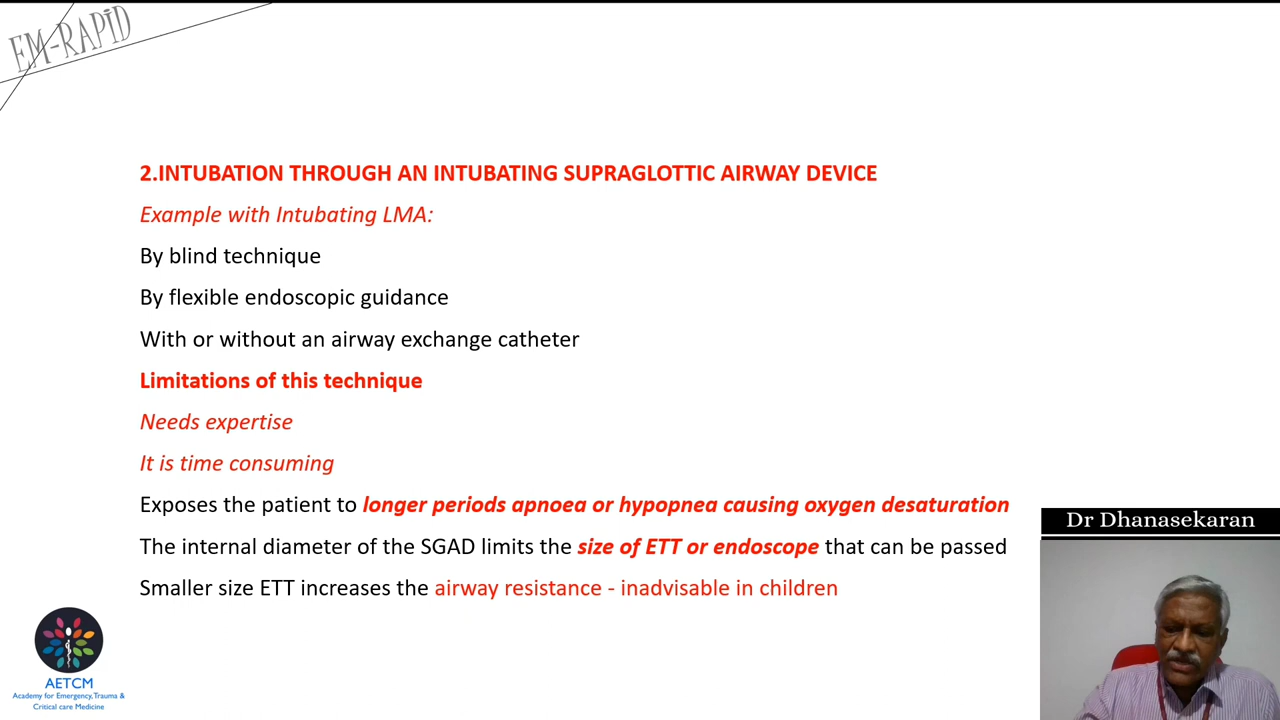 EM-RAPID
2.INTUBATION THROUGH AN INTUBATING SUPRAGLOTTIC AIRWAY DEVICE
Example with Intubating LMA:
By blind technique
By flexible endoscopic guidance
With or without an airway exchange catheter
Limitations of this technique
Needs expertise
It is time consuming
Exposes the patient to longer periods apnoea or hypopnea causing oxygen desaturation
The internal diameter of the SGAD limits the size of ETT or endoscope that can be passed
Smaller size ETT increases the airway resistance - inadvisable in children
Dr Dhanasekaran
AETCM
Academy for Emergency,Trauma &
Critical care Medicine